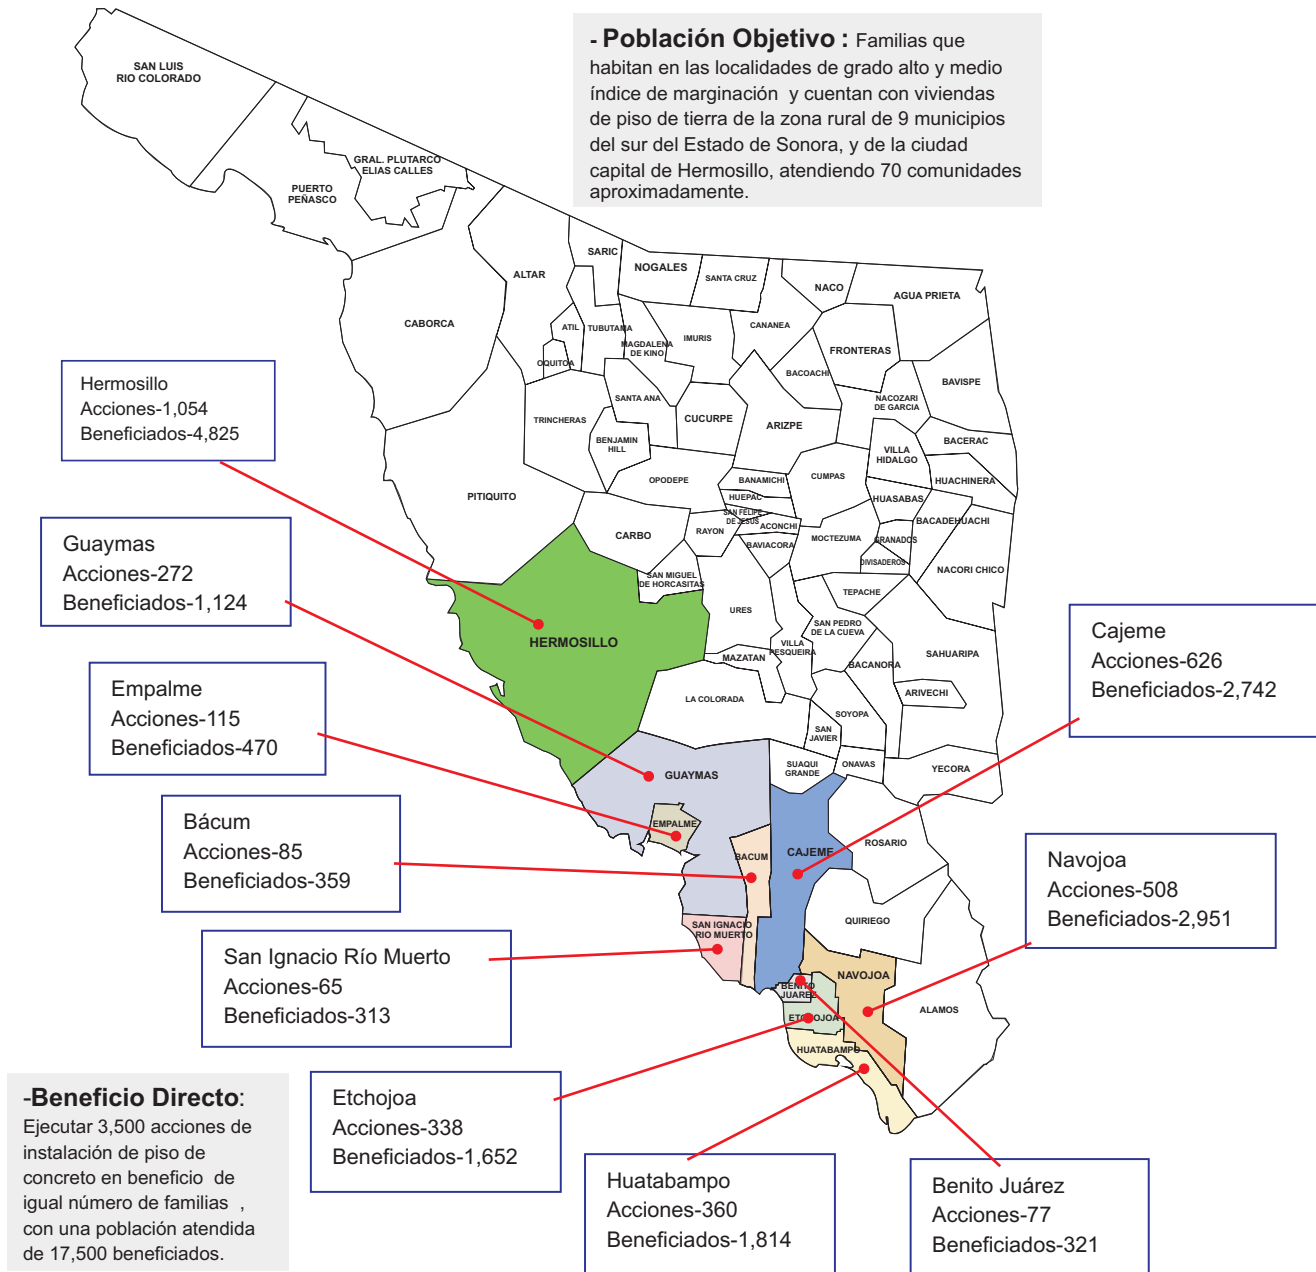 - Población Objetivo : Familias que
habitan en las localidades de grado alto y medio
índice de marginación y cuentan con viviendas
de piso de tierra de la zona rural de 9 municipios
del sur del Estado de Sonora, y de la ciudad
capital de Hermosillo, atendiendo 70 comunidades
aproximadamente.
SAN LUIS
RIO COLORADO
GRAL. PLUTARCO
ELIAS CALLES
PUERTO
PEÑASCO
SARIC
NOGALES
SANTA CRUZ
NACO
AGUA PRIETA
ALTAR
CABORCA
ATIL
TUBUTAMA
MAGDALENA
DE KINO
IMURIS
CANANEA
FRONTERAS
BACOACHI
OQUITOA
BAVISPE
NACOZARI
DE GARCIA
SANTA ANA
TRINCHERAS
CUCURPE
ARIZPE
BENJAMIN
HILL
BACERAC
VILLA
HIDALGO
HUACHINERA
PITIQUITO
OPODEPE
BANAMICHI
CUMPAS
HUEPAC
HUASABAS
SAN FELIPE
DE JESUS
ACONCHI
BACADEHUACHI
CARBO
RAYON
BAVIACORA
MOCTEZUMA
GRANADOS
DIVISADEROS
NACORI CHICO
SAN MIGUEL
DE HORCASITAS
TEPACHE
URES
SAN PEDRO
DE LA CUEVA
VILLA
PESQUEIRA
HERMOSILLO
MAZATAN
BACANORA
SAHUARIPA
LA COLORADA
ARIVECHI
SOYOPA
SAN
JAVIER
SUAQUI
GRANDE
ONAVAS
YECORA
GUAYMAS
EMPALME
BACUM
CAJEME
ROSARIO
SAN IGNACIO
RIO MUERTO
QUIRIEGO
NAVOJOA
BENITO
JUAREZ
ETCHOJOA
ALAMOS
HUATABAMPO
Hermosillo
Acciones-1,054
Beneficiados-4,825
Guaymas
Acciones-272
Beneficiados-1,124
Empalme
Acciones-115
Beneficiados-470
Bácum
Acciones-85
Beneficiados-359
San Ignacio Río Muerto
Acciones-65
Beneficiados-313
Cajeme
Acciones-626
Beneficiados-2,742
Navojoa
Acciones-508
Beneficiados-2,951
Etchojoa
Acciones-338
Beneficiados-1,652
Huatabampo
Acciones-360
Beneficiados-1,814
Benito Juárez
Acciones-77
Beneficiados-321
-Beneficio Directo:
Ejecutar 3,500 acciones de
instalación de piso de
concreto en beneficio de
igual número de familias ,
con una población atendida
de 17,500 beneficiados.